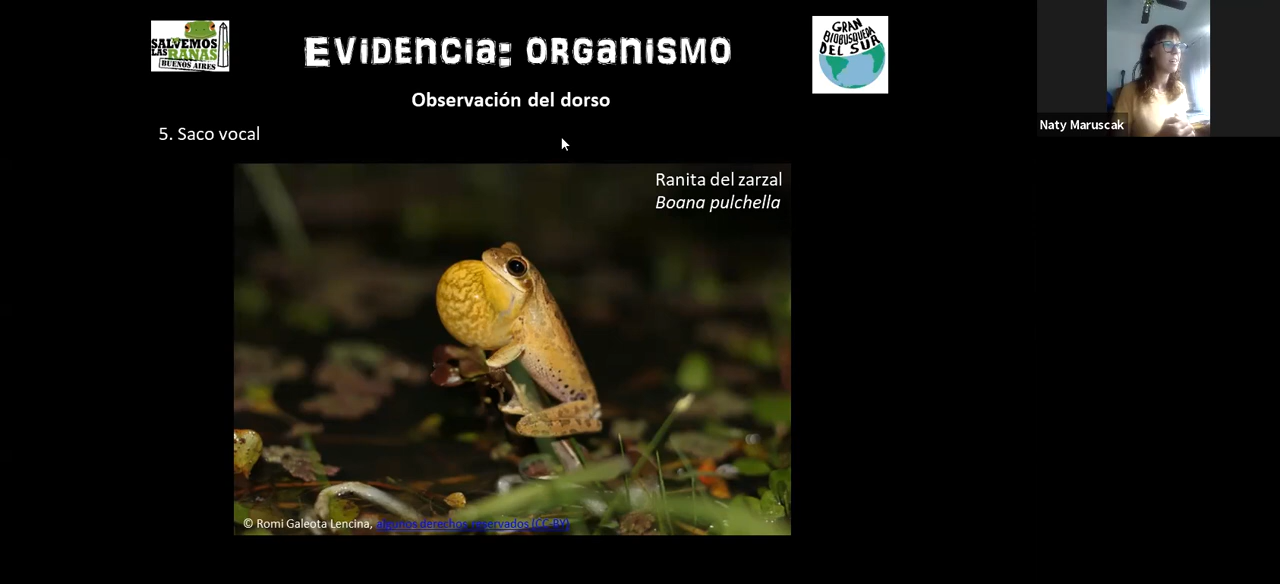 SALVEMOS
LAS RANAS
BUENOS AIRES
EVIDENCIA: ORGANISMO
GRAN
BIOBUSQUEDA
DEL SUR
Observación del dorso
5. Saco vocal
Naty Maruscak
Ranita del zarzal
Boana pulchella
© Romi Galeota Lencina, algunos derechos reservados (CC BY)